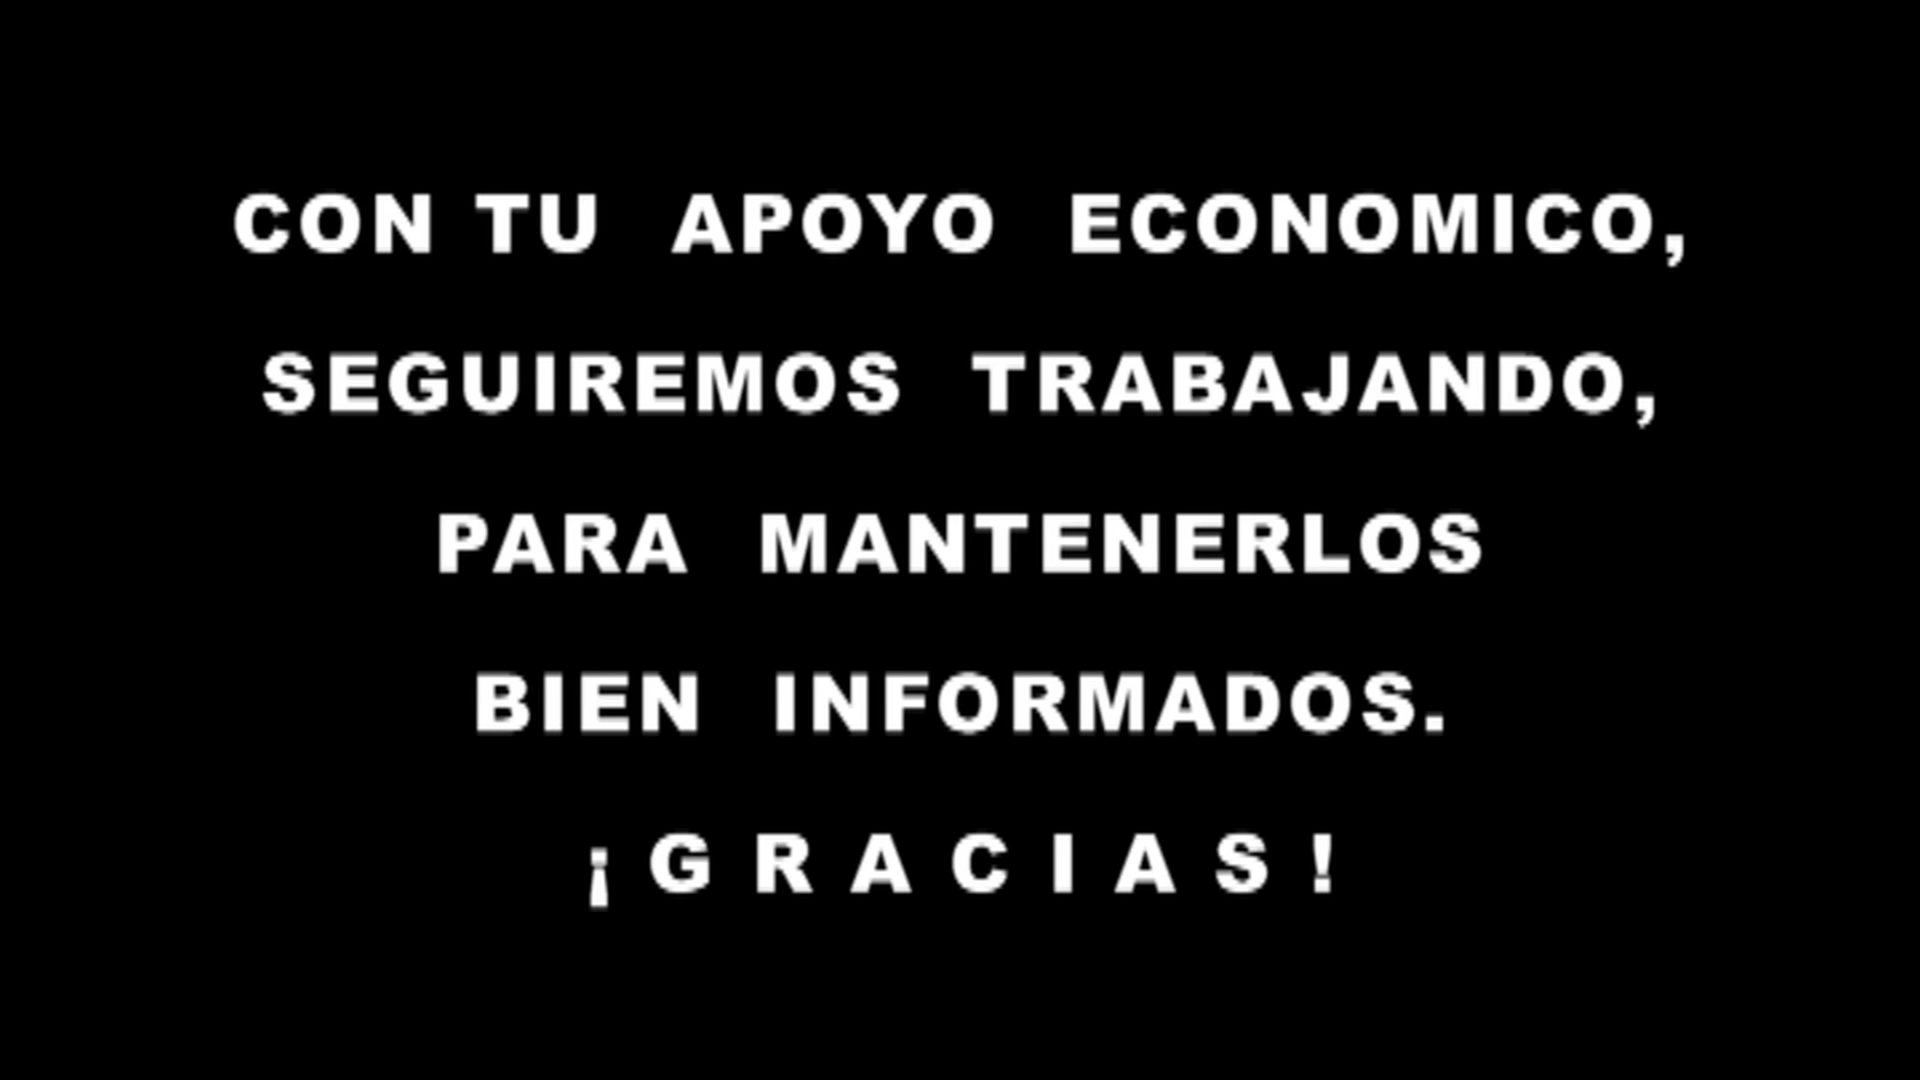 CON TU APOYO ECONOMICO,
SEGUIREMOS TRABAJANDO,
PARA MANTENERLOS
BIEN INFORMADOS.
¡ G R A C I A S !